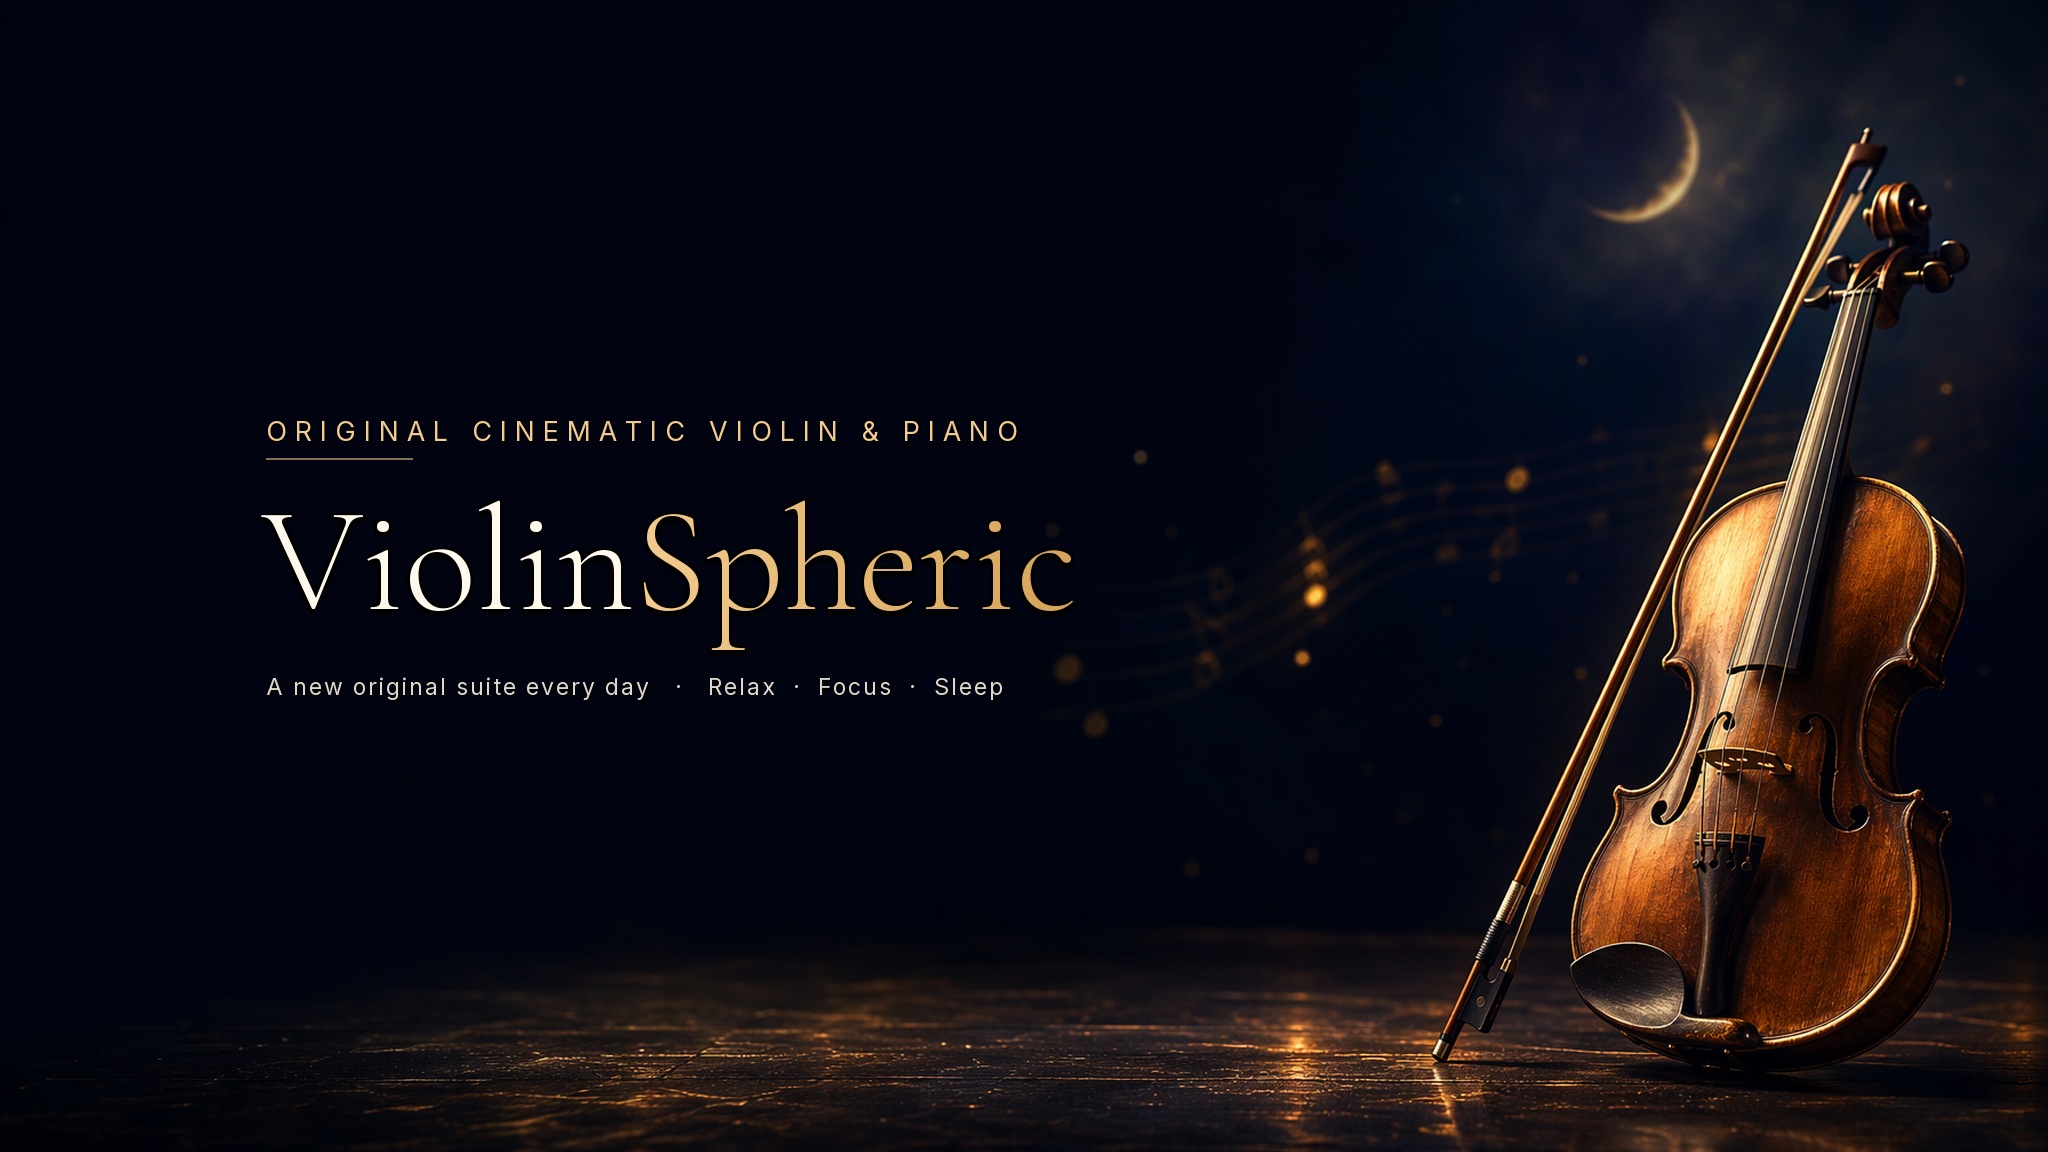 ORIGINAL CINEMATIC VIOLIN & PIANO
ViolinSpheric
A new original suite every day · Relax · Focus · Sleep